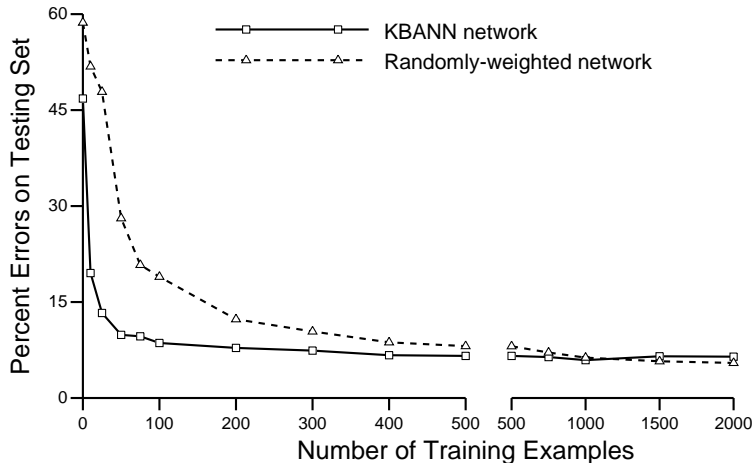 60
45
30
15
0
Percent Errors on Testing Set
KBANN network
Randomly-weighted network
0 100 200 300 400 500 500 1000 1500 2000
Number of Training Examples